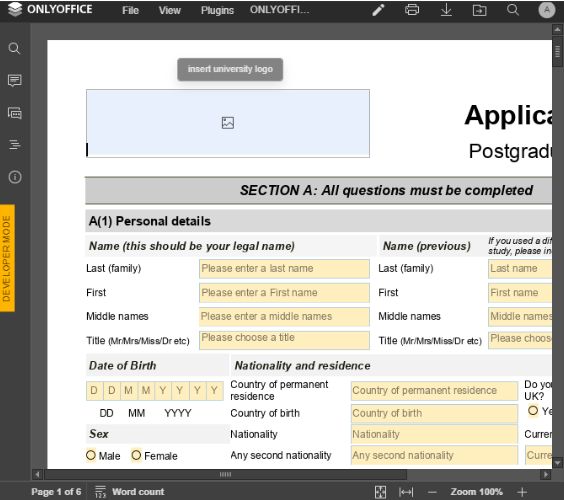 ONLYOFFICE File View Plugins ONLYOFFI... A
insert university logo
Applica
Postgradu
SECTION A: All questions must be completed
A(1) Personal details
Name (this should be your legal name) Name (previous) If you used a dif
study, please in
Last (family) Please enter a last name Last (family) Last name
First Please enter a First name First First name
Middle names Please enter a middle names Middle names Middle names
Title (Mr/Mrs/Miss/Dr etc) Please choose a title Title (Mr/Mrs/Miss/Dr etc) Please choos
DEVELOPER MODE
Date of Birth Nationality and residence
D D M M Y Y Y Y Country of permanent residence Country of permanent residence Do you
UK?
DD MM YYYY Country of birth Country of birth Ye
Sex Nationality Nationality Curre
Male Female Any second nationality Any second nationality Curre
Page 1 of 6 123 Word count Zoom 100%